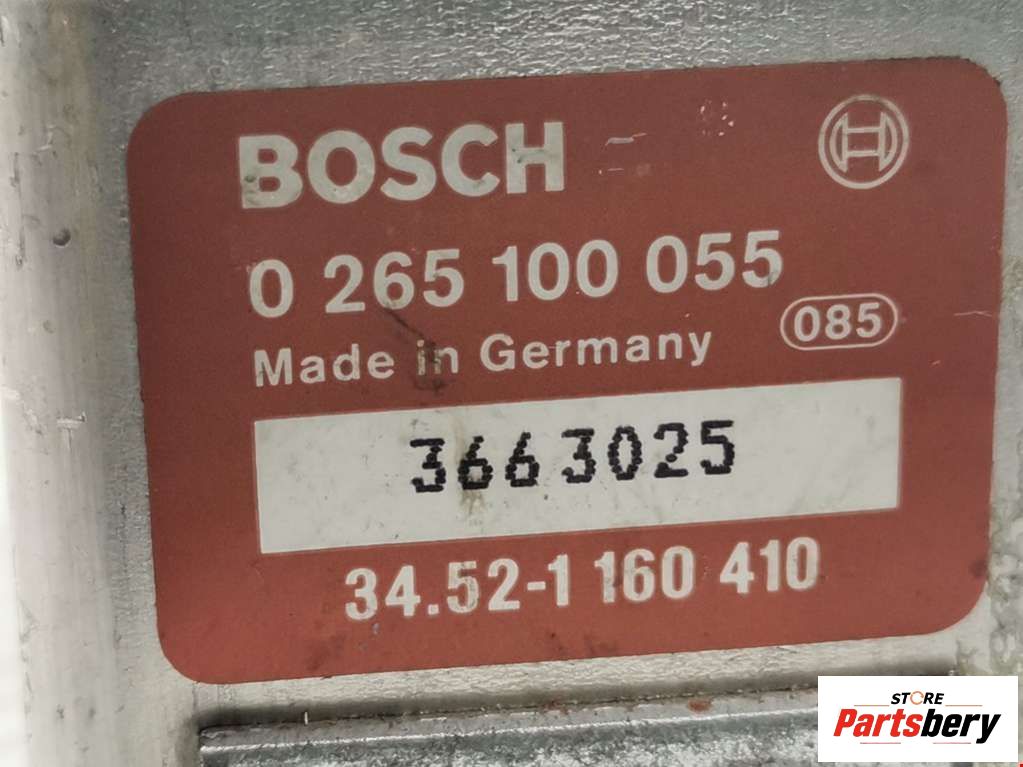 BOSCH
0 265 100 055
Made in Germany 085
3663025
34.52-1 160 410
STORE
Partsbery